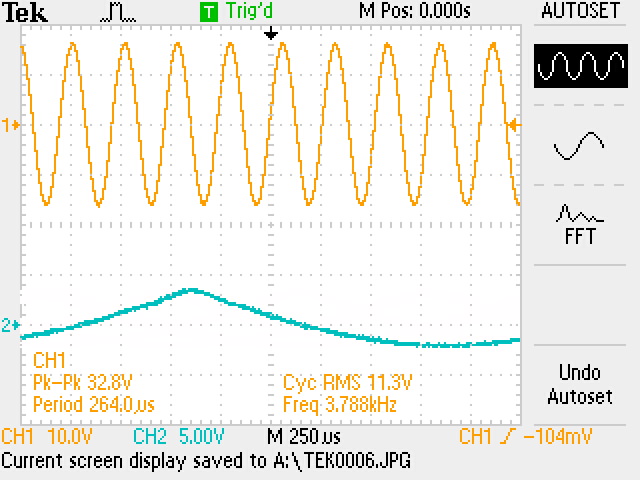 Tek Trig'd M Pos: 0.000s AUTOSET
T
1
FFT
2
CH1
Pk-Pk 32.8V Cyc RMS 11.3V
Period 264.0µs Freq 3.788kHz
Undo
Autoset
CH1 10.0V CH2 5.00V M 250µs CH1 -104mV
Current screen display saved to A:\TEK0006.JPG